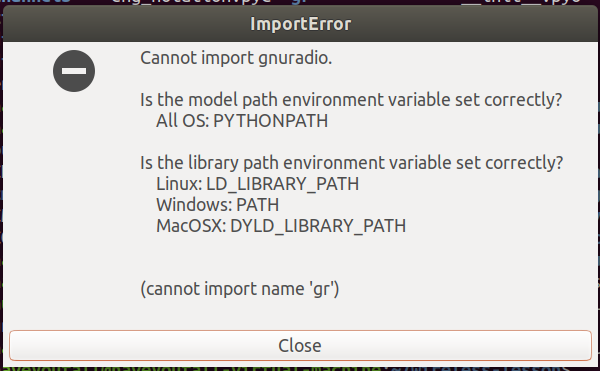 ImportError
Cannot import gnuradio.
Is the model path environment variable set correctly?
All OS: PYTHONPATH
Is the library path environment variable set correctly?
Linux: LD_LIBRARY_PATH
Windows: PATH
MacOSX: DYLD_LIBRARY_PATH
(cannot import name 'gr')
Close